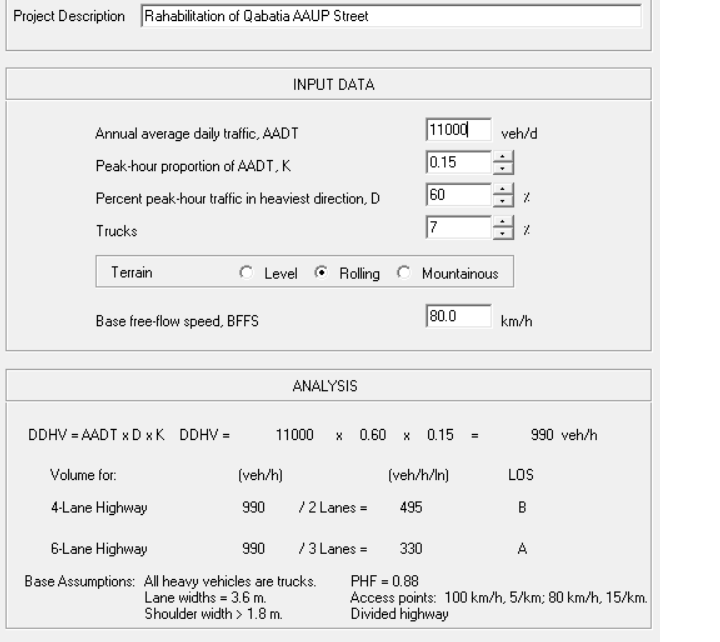 Project Description Rahabilitation of Qabatia AAUP Street
INPUT DATA
Annual average daily traffic, AADT 11000 veh/d
Peak-hour proportion of AADT, K 0.15
Percent peak-hour traffic in heaviest direction, D 60 %
Trucks 7 %
Terrain Level Rolling Mountainous
Base free-flow speed, BFFS 80.0 km/h
ANALYSIS
DDHV = AADT x D x K DDHV = 11000 x 0.60 x 0.15 = 990 veh/h
Volume for: (veh/h) (veh/h/ln) LOS
4-Lane Highway 990 / 2 Lanes = 495 B
6-Lane Highway 990 / 3 Lanes = 330 A
Base Assumptions: All heavy vehicles are trucks. PHF = 0.88
Lane widths = 3.6 m. Access points: 100 km/h, 5/km; 80 km/h, 15/km.
Shoulder width > 1.8 m. Divided highway